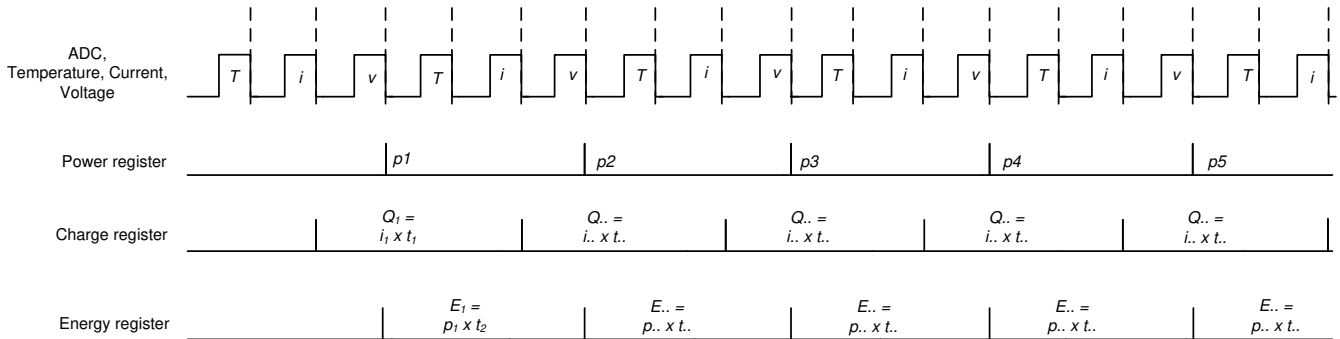 ADC,
Temperature, Current,
Voltage
T i v T i v T i v T i v T i v T i
Power register
p1 p2 p3 p4 p5
Charge register
Q1 = Q.. = Q.. = Q.. = Q.. =
i1 x t1 i.. x t.. i.. x t.. i.. x t.. i.. x t..
Energy register
E1 = E.. = E.. = E.. = E.. =
p1 x t2 p.. x t.. p.. x t.. p.. x t.. p.. x t..